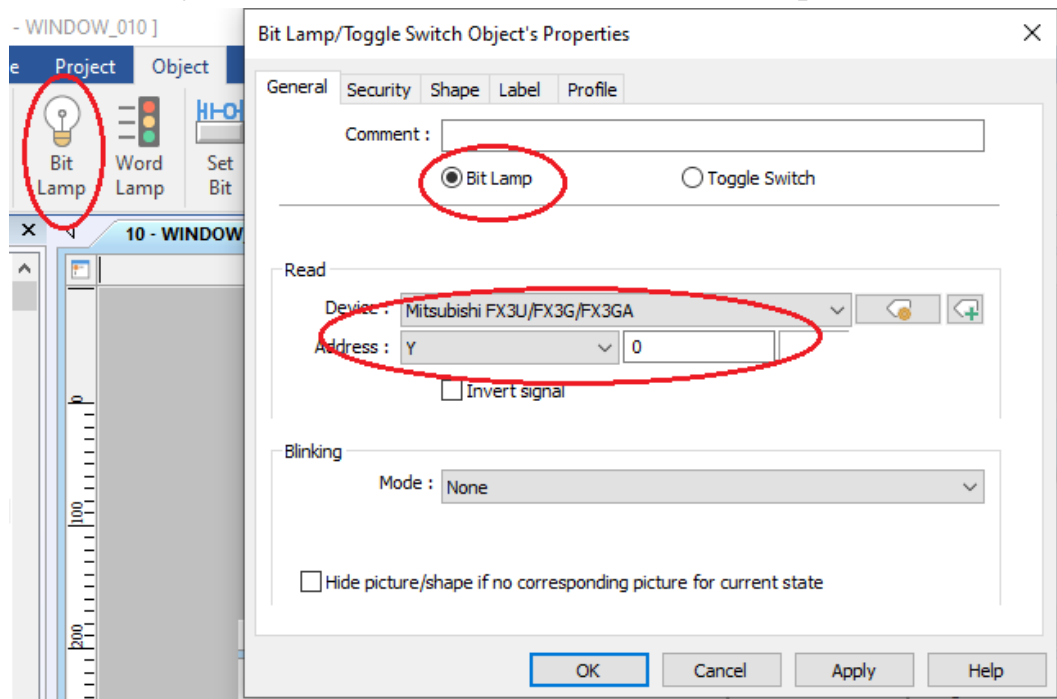 - WINDOW_010 ]
e Project Object
Bit Lamp
Word Lamp
Set Bit
10 - WINDOW
0
100
200
Bit Lamp/Toggle Switch Object's Properties
General Security Shape Label Profile
Comment :
Bit Lamp Toggle Switch
Read
Device : Mitsubishi FX3U/FX3G/FX3GA
Address : Y 0
Invert signal
Blinking
Mode : None
Hide picture/shape if no corresponding picture for current state
OK Cancel Apply Help